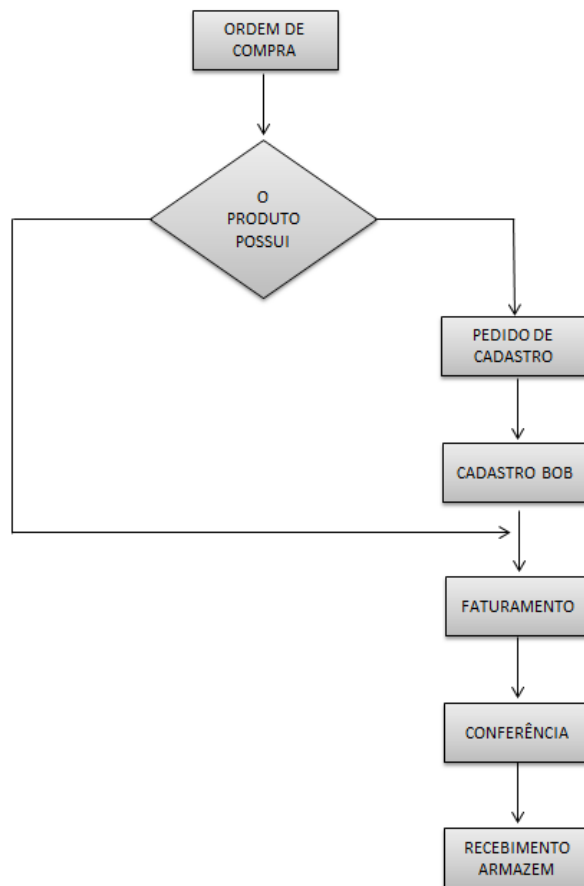 ORDEM DE
COMPRA
O
PRODUTO
POSSUI
PEDIDO DE
CADASTRO
CADASTRO BOB
FATURAMENTO
CONFERÊNCIA
RECEBIMENTO
ARMAZEM